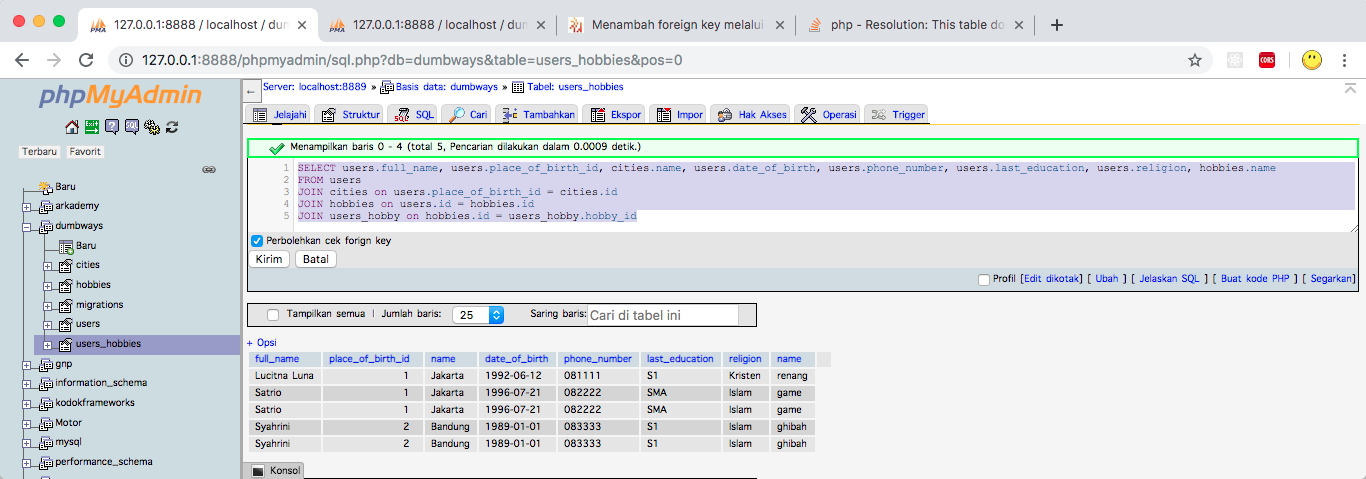 127.0.0.1:8888 / localhost / dum
127.0.0.1:8888 / localhost / dum
Menambah foreign key melalui
php - Resolution: This table do
127.0.0.1:8888/phpmyadmin/sql.php?db=dumbways&table=users_hobbies&pos=0
CORS
phpMyAdmin
Terbaru Favorit
Baru
arkademy
dumbways
Baru
cities
hobbies
migrations
users
users_hobbies
gnp
information_schema
kodokframeworks
Motor
mysql
performance_schema
Server: localhost:8889 » Basis data: dumbways » Tabel: users_hobbies
Jelajahi Struktur SQL Cari Tambahkan Ekspor Impor Hak Akses Operasi Trigger
Menampilkan baris 0 - 4 (total 5, Pencarian dilakukan dalam 0.0009 detik.)
1 SELECT users.full_name, users.place_of_birth_id, cities.name, users.date_of_birth, users.phone_number, users.last_education, users.religion, hobbies.name
2 FROM users
3 JOIN cities on users.place_of_birth_id = cities.id
4 JOIN hobbies on users.id = hobbies.id
5 JOIN users_hobby on hobbies.id = users_hobby.hobby_id
Perbolehkan cek forign key
Kirim Batal
Profil [Edit dikotak] [ Ubah ] [ Jelaskan SQL ] [ Buat kode PHP ] [ Segarkan]
Tampilkan semua | Jumlah baris: 25 Saring baris: Cari di tabel ini
+ Opsi
full_name place_of_birth_id name date_of_birth phone_number last_education religion name
Lucitna Luna 1 Jakarta 1992-06-12 081111 S1 Kristen renang
Satrio 1 Jakarta 1996-07-21 082222 SMA Islam game
Satrio 1 Jakarta 1996-07-21 082222 SMA Islam game
Syahrini 2 Bandung 1989-01-01 083333 S1 Islam ghibah
Syahrini 2 Bandung 1989-01-01 083333 S1 Islam ghibah
Konsol